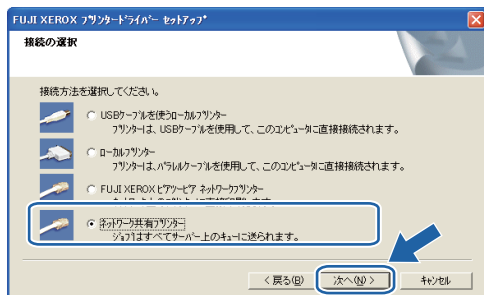 FUJI XEROX ﾌﾟﾘﾝﾀｰﾄﾞﾗｲﾊﾞｰ ｾｯﾄｱｯﾌﾟ
接続の選択
接続方法を選択してください。
USBｹｰﾌﾞﾙを使うﾛｰｶﾙﾌﾟﾘﾝﾀｰ
ﾌﾟﾘﾝﾀｰは、USBｹｰﾌﾞﾙを使用して、このｺﾝﾋﾟｭｰﾀに直接接続されます。
ﾛｰｶﾙﾌﾟﾘﾝﾀｰ
ﾌﾟﾘﾝﾀｰは、ﾊﾟﾗﾚﾙｹｰﾌﾞﾙを使用して、このｺﾝﾋﾟｭｰﾀに直接接続されます。
FUJI XEROX ﾋﾟｱﾂｰﾋﾟｱ ﾈｯﾄﾜｰｸﾌﾟﾘﾝﾀｰ
ﾈｯﾄﾜｰｸ共有ﾌﾟﾘﾝﾀｰ
ｼﾞｮﾌﾞはすべてｻｰﾊﾞｰ上のｷｭｰに送られます。
< 戻る(B)
次へ(N) >
ｷｬﾝｾﾙ